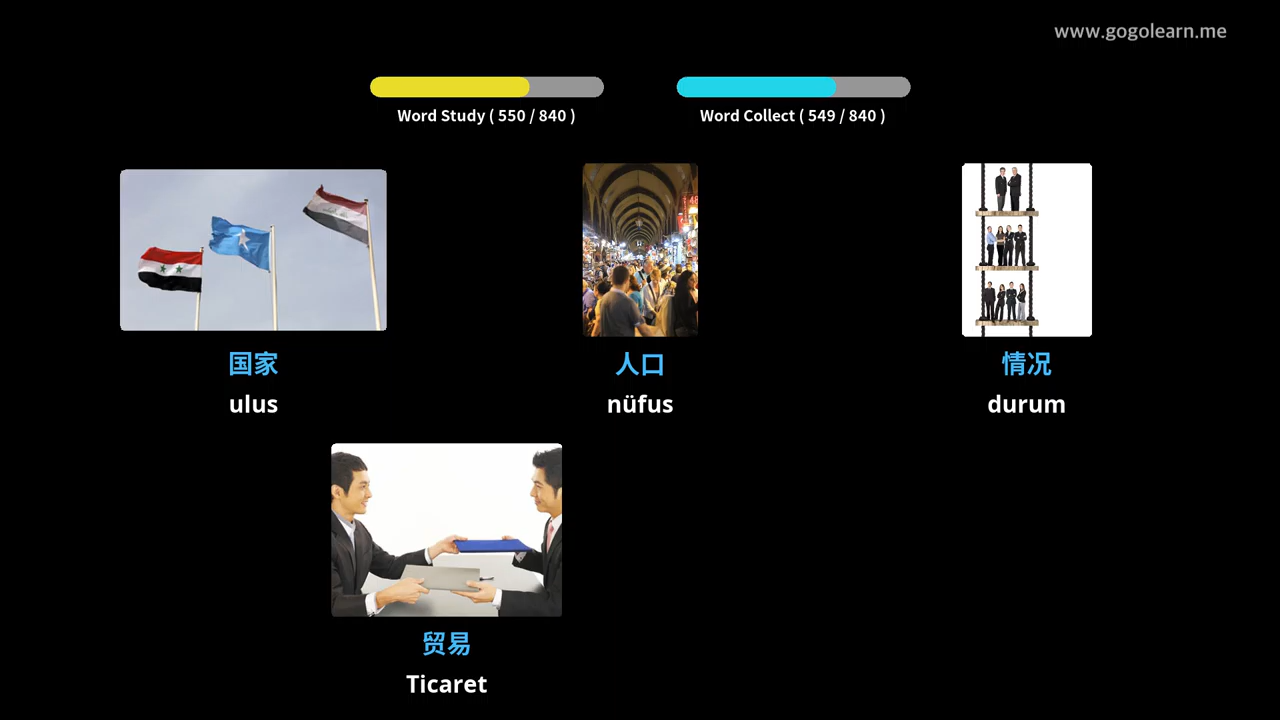 www.gogolearn.me
Word Study ( 550 / 840 )
Word Collect ( 549 / 840 )
国家
ulus
人口
nüfus
情况
durum
贸易
Ticaret